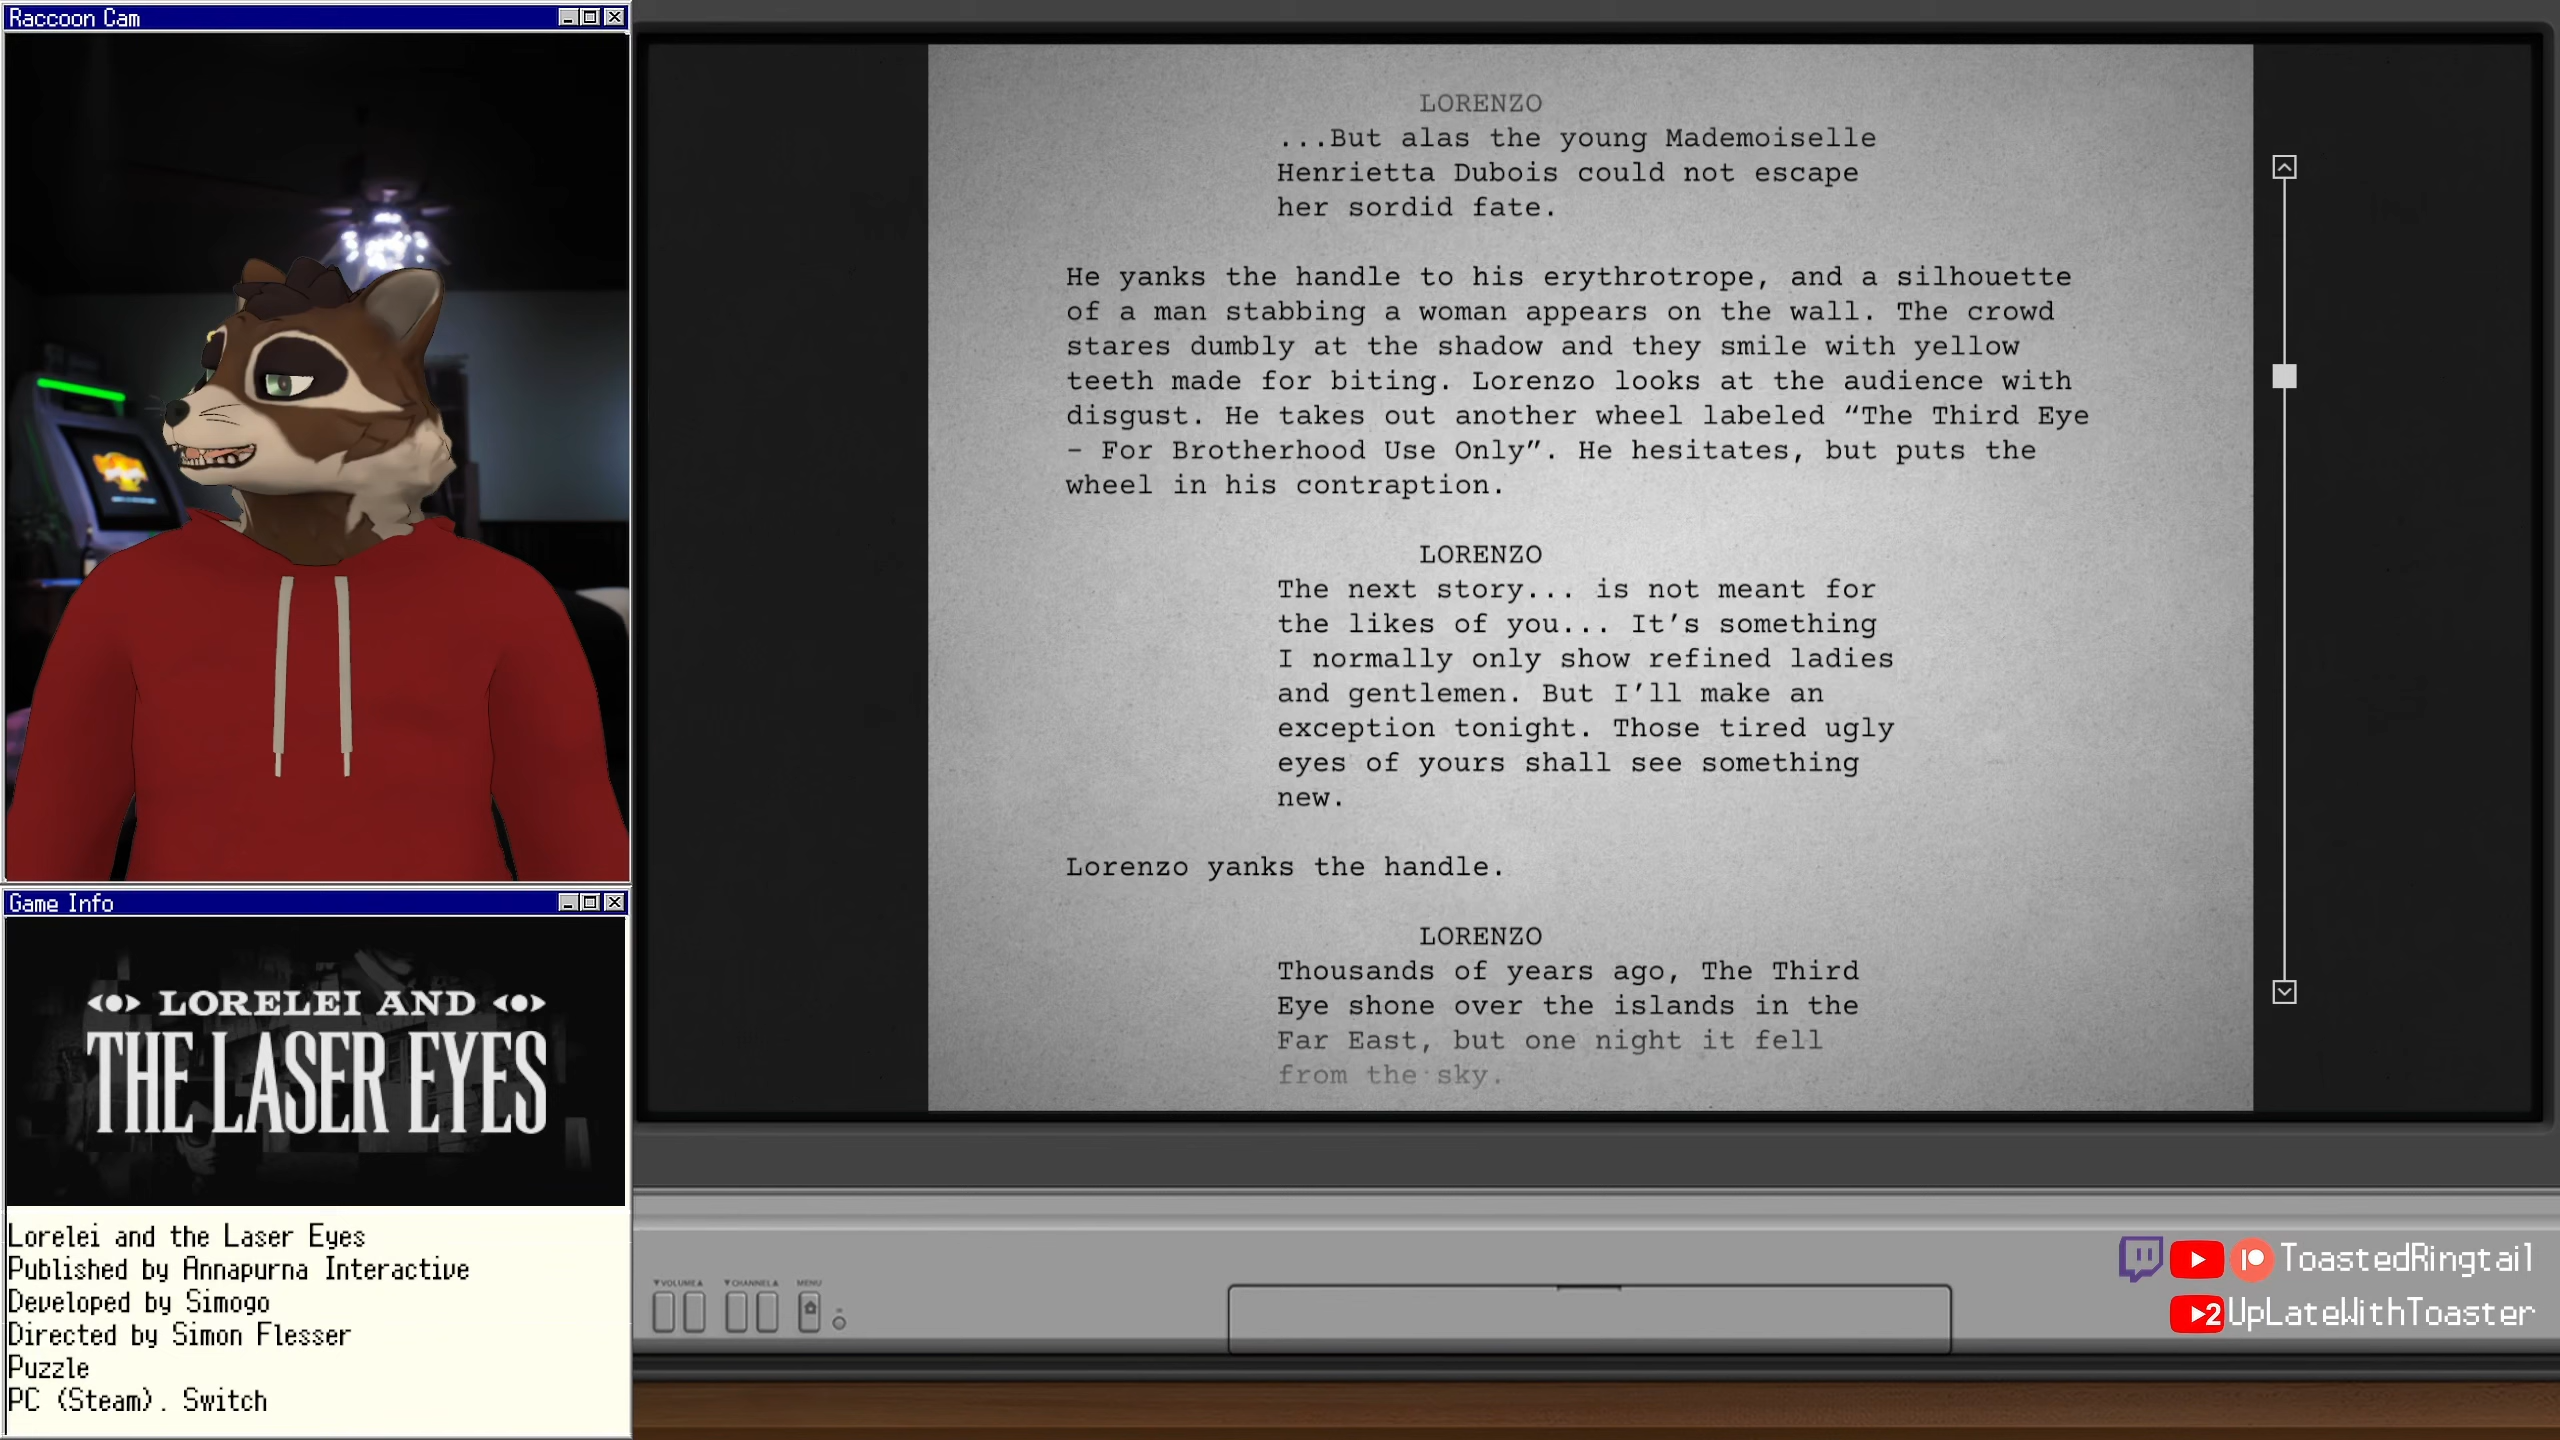 Raccoon Cam
LORENZO
...But alas the young Mademoiselle
Henrietta Dubois could not escape
her sordid fate.
He yanks the handle to his erythrotrope, and a silhouette
of a man stabbing a woman appears on the wall. The crowd
stares dumbly at the shadow and they smile with yellow
teeth made for biting. Lorenzo looks at the audience with
disgust. He takes out another wheel labeled “The Third Eye
– For Brotherhood Use Only”. He hesitates, but puts the
wheel in his contraption.
LORENZO
The next story... is not meant for
the likes of you... It’s something
I normally only show refined ladies
and gentlemen. But I’ll make an
exception tonight. Those tired ugly
eyes of yours shall see something
new.
Lorenzo yanks the handle.
LORENZO
Thousands of years ago, The Third
Eye shone over the islands in the
Far East, but one night it fell
from the sky.
Game Info
LORELEI AND
THE LASER EYES
Lorelei and the Laser Eyes
Published by Annapurna Interactive
Developed by Simogo
Directed by Simon Flesser
Puzzle
PC (Steam). Switch
▼VOLUME▲ ▼CHANNEL▲ MENU
ToastedRingtail
2 UpLateWithToaster